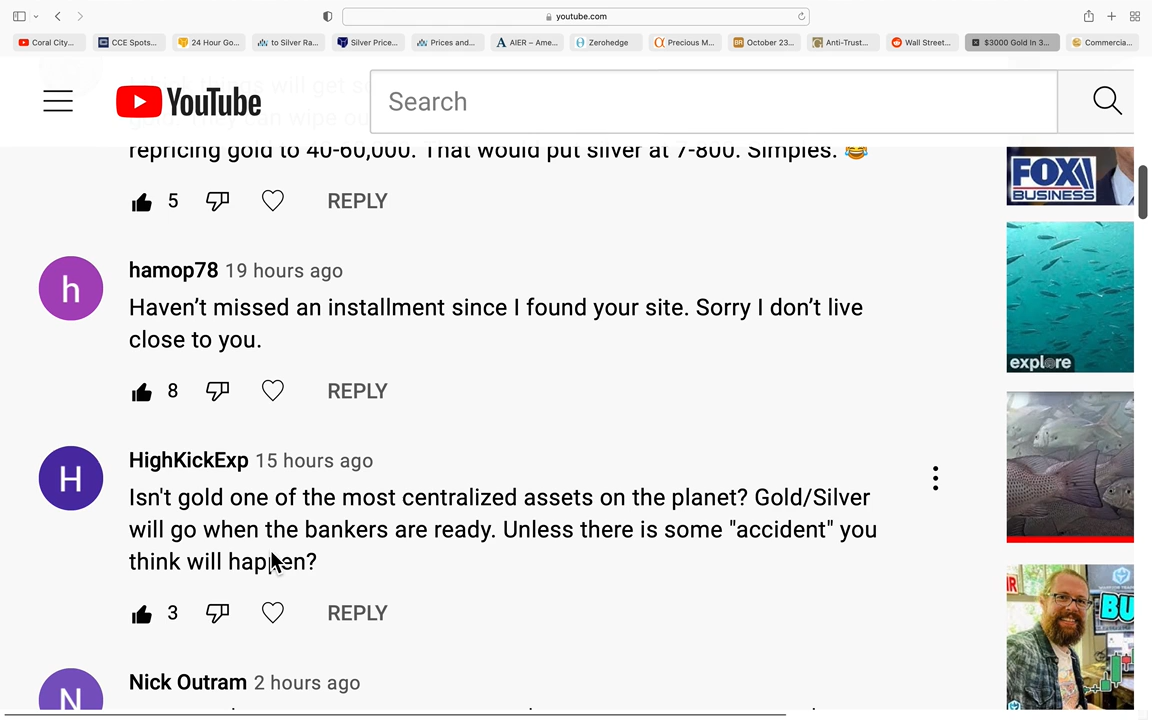 youtube.com
Coral City...
CCE Spots...
24 Hour Go...
to Silver Ra...
Silver Price...
Prices and...
AIER – Ame...
Zerohedge
Precious M...
October 23...
Anti-Trust...
Wall Street...
$3000 Gold In 3...
Commercia...
things will get
wipe
YouTube
Search
repricing gold to 40-60,000. That would put silver at 7-800. Simples. 😂
5
REPLY
FOX
BUSINESS
hamop78 19 hours ago
Haven’t missed an installment since I found your site. Sorry I don’t live
close to you.
8
REPLY
explore
HighKickExp 15 hours ago
Isn't gold one of the most centralized assets on the planet? Gold/Silver
will go when the bankers are ready. Unless there is some "accident" you
think will happen?
3
REPLY
BU
Nick Outram 2 hours ago